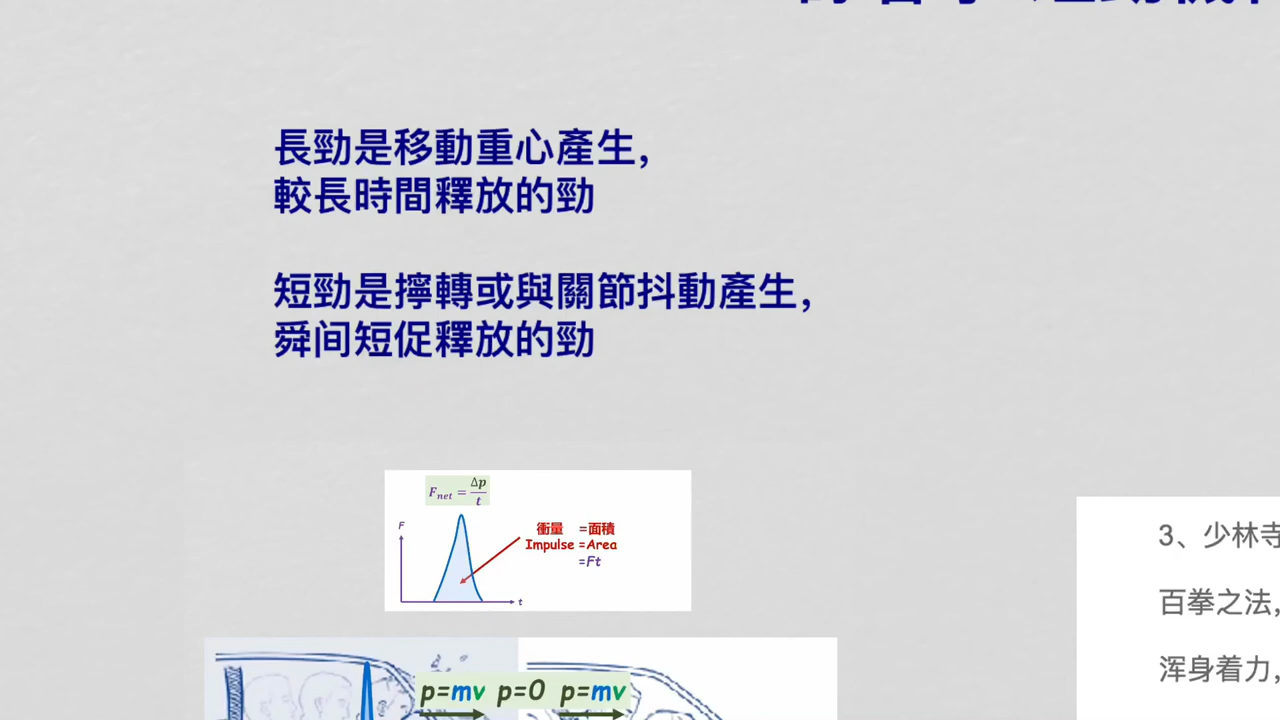 長勁是移動重心產生,
較長時間釋放的勁
短勁是擰轉或與關節抖動產生,
舜间短促釋放的勁
Fnet = Δp/t
F
衝量 =面積
Impulse =Area
=Ft
t
p=mv p=0 p=mv
3、少林寺
百拳之法,
浑身着力,